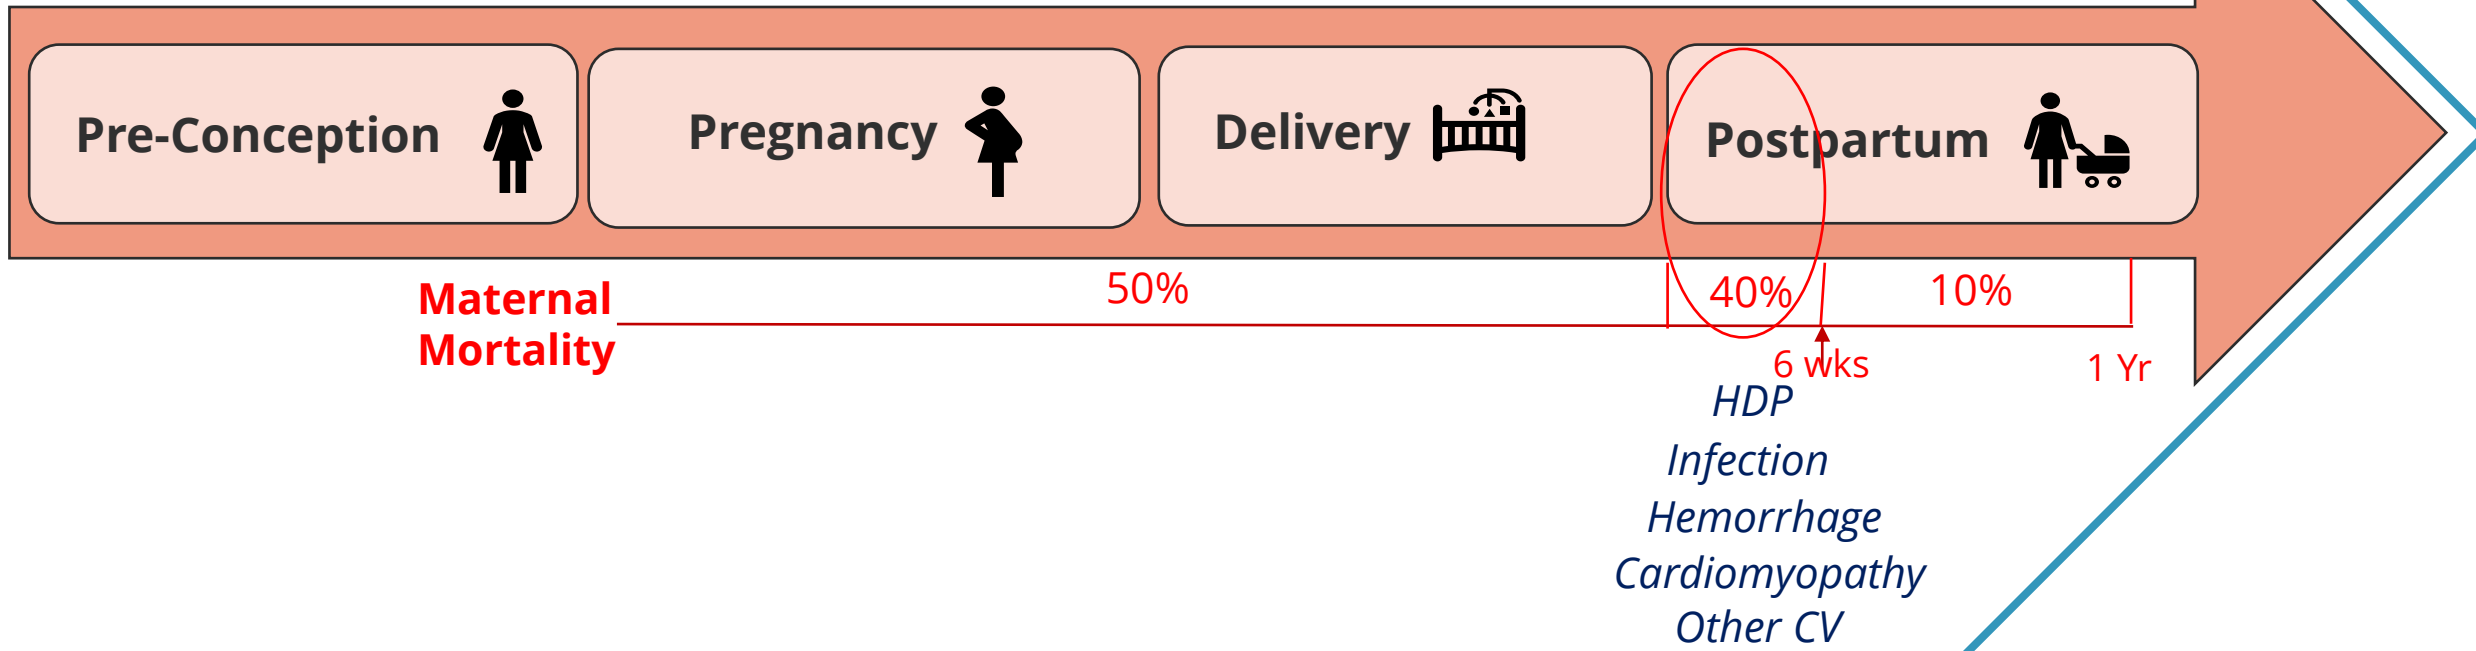 Pre-Conception
Pregnancy
Delivery
Postpartum
Maternal
Mortality
50%
40%
10%
6 wks
1 Yr
HDP
Infection
Hemorrhage
Cardiomyopathy
Other CV